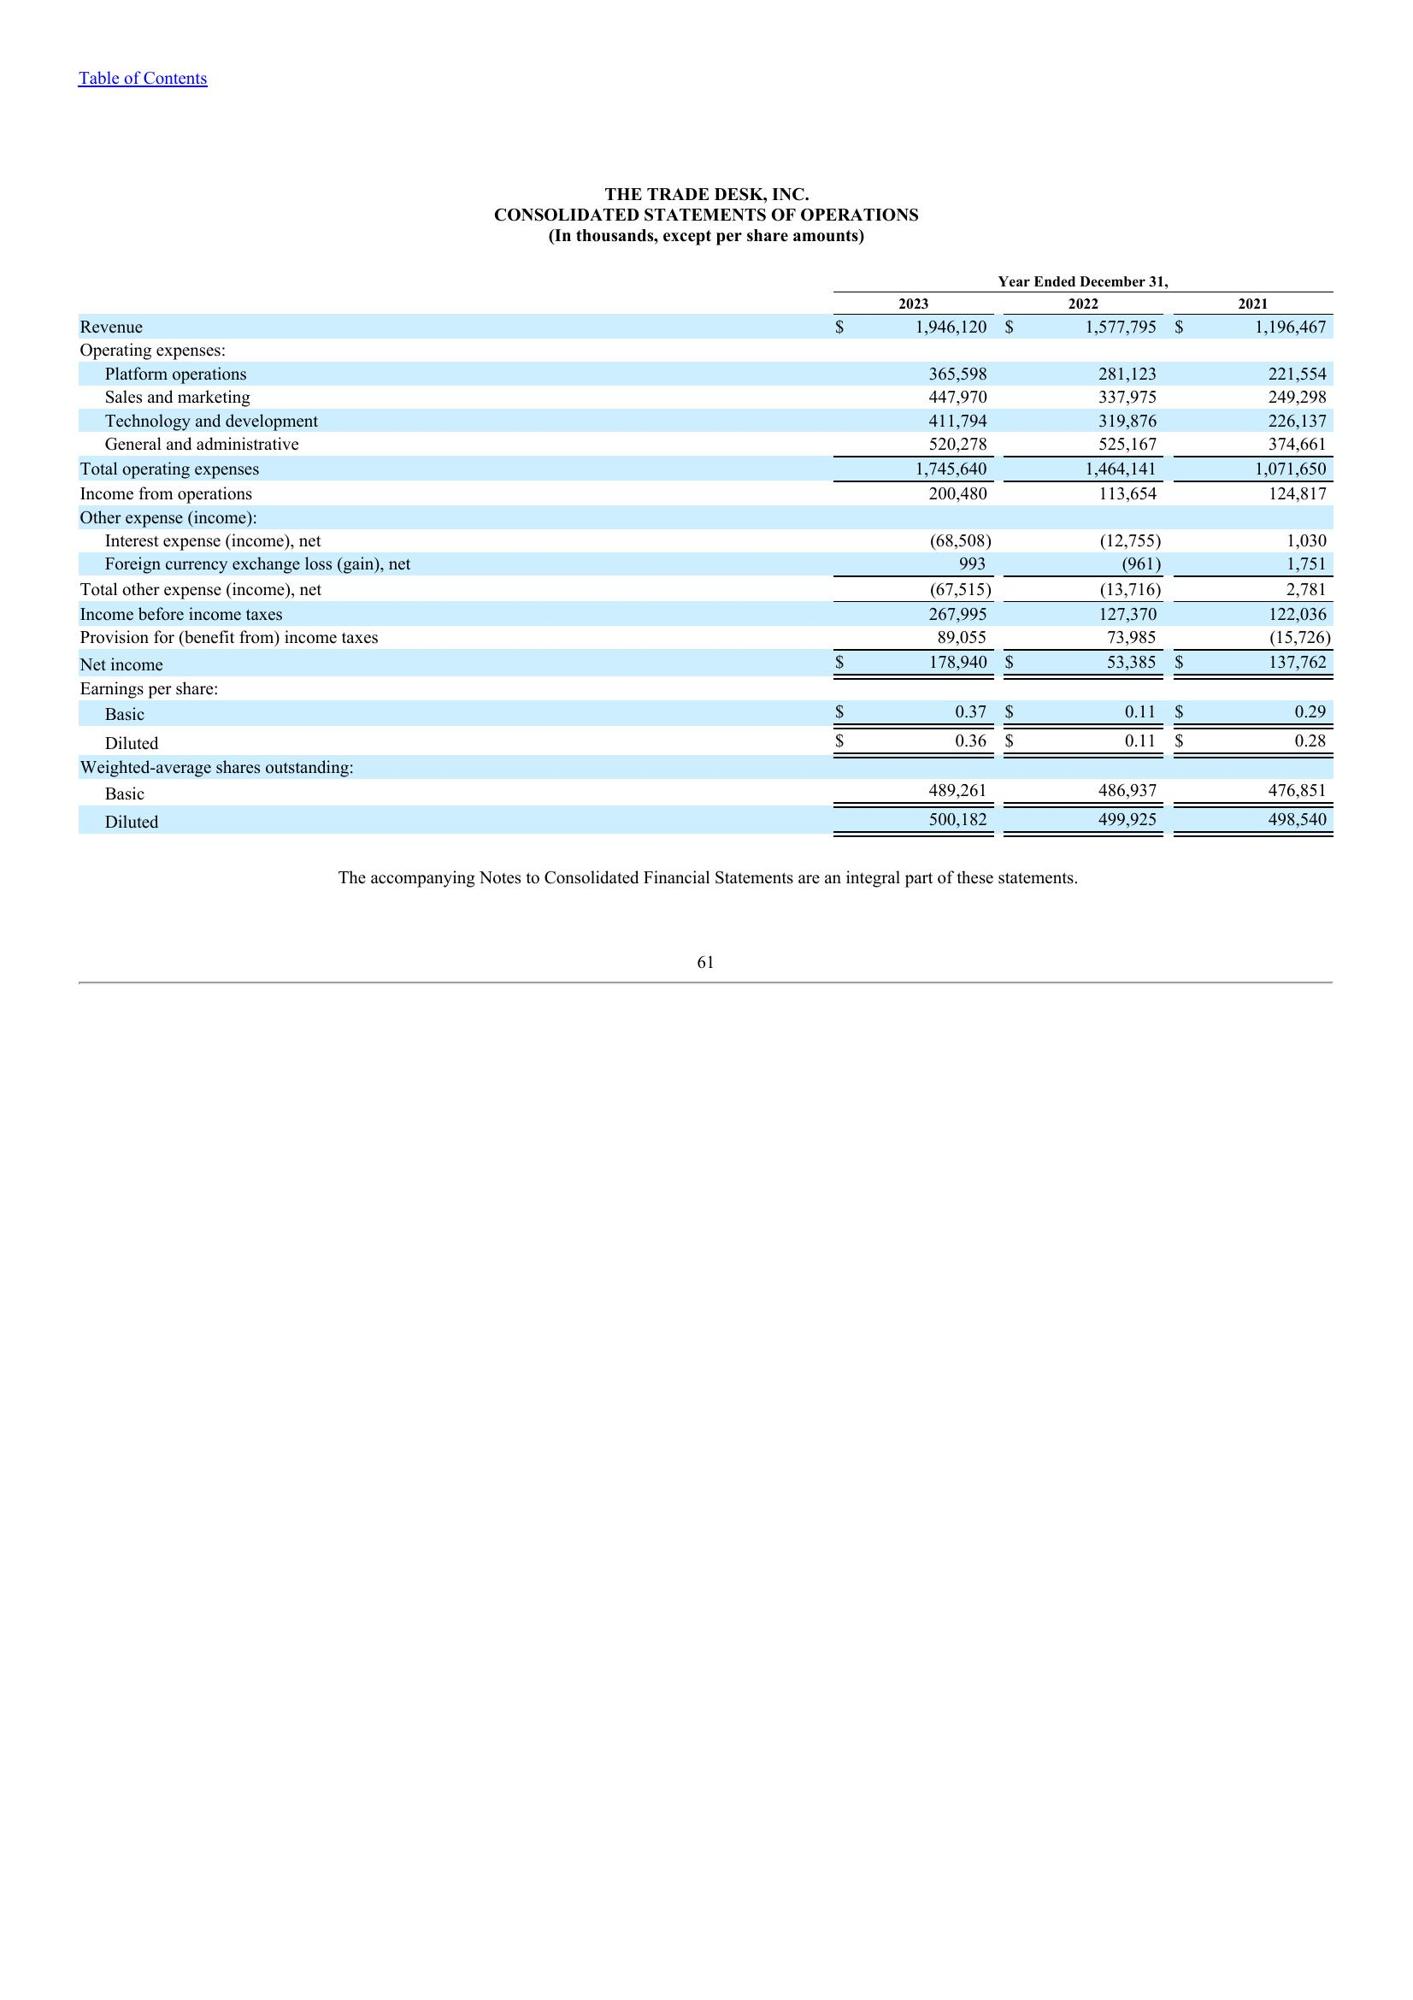 Table of Contents
THE TRADE DESK, INC.
CONSOLIDATED STATEMENTS OF OPERATIONS
(In thousands, except per share amounts)
Year Ended December 31,
2023 2022 2021
Revenue $ 1,946,120 $ 1,577,795 $ 1,196,467
Operating expenses:
Platform operations 365,598 281,123 221,554
Sales and marketing 447,970 337,975 249,298
Technology and development 411,794 319,876 226,137
General and administrative 520,278 525,167 374,661
Total operating expenses 1,745,640 1,464,141 1,071,650
Income from operations 200,480 113,654 124,817
Other expense (income):
Interest expense (income), net (68,508) (12,755) 1,030
Foreign currency exchange loss (gain), net 993 (961) 1,751
Total other expense (income), net (67,515) (13,716) 2,781
Income before income taxes 267,995 127,370 122,036
Provision for (benefit from) income taxes 89,055 73,985 (15,726)
Net income $ 178,940 $ 53,385 $ 137,762
Earnings per share:
Basic $ 0.37 $ 0.11 $ 0.29
Diluted $ 0.36 $ 0.11 $ 0.28
Weighted-average shares outstanding:
Basic 489,261 486,937 476,851
Diluted 500,182 499,925 498,540
The accompanying Notes to Consolidated Financial Statements are an integral part of these statements.
61